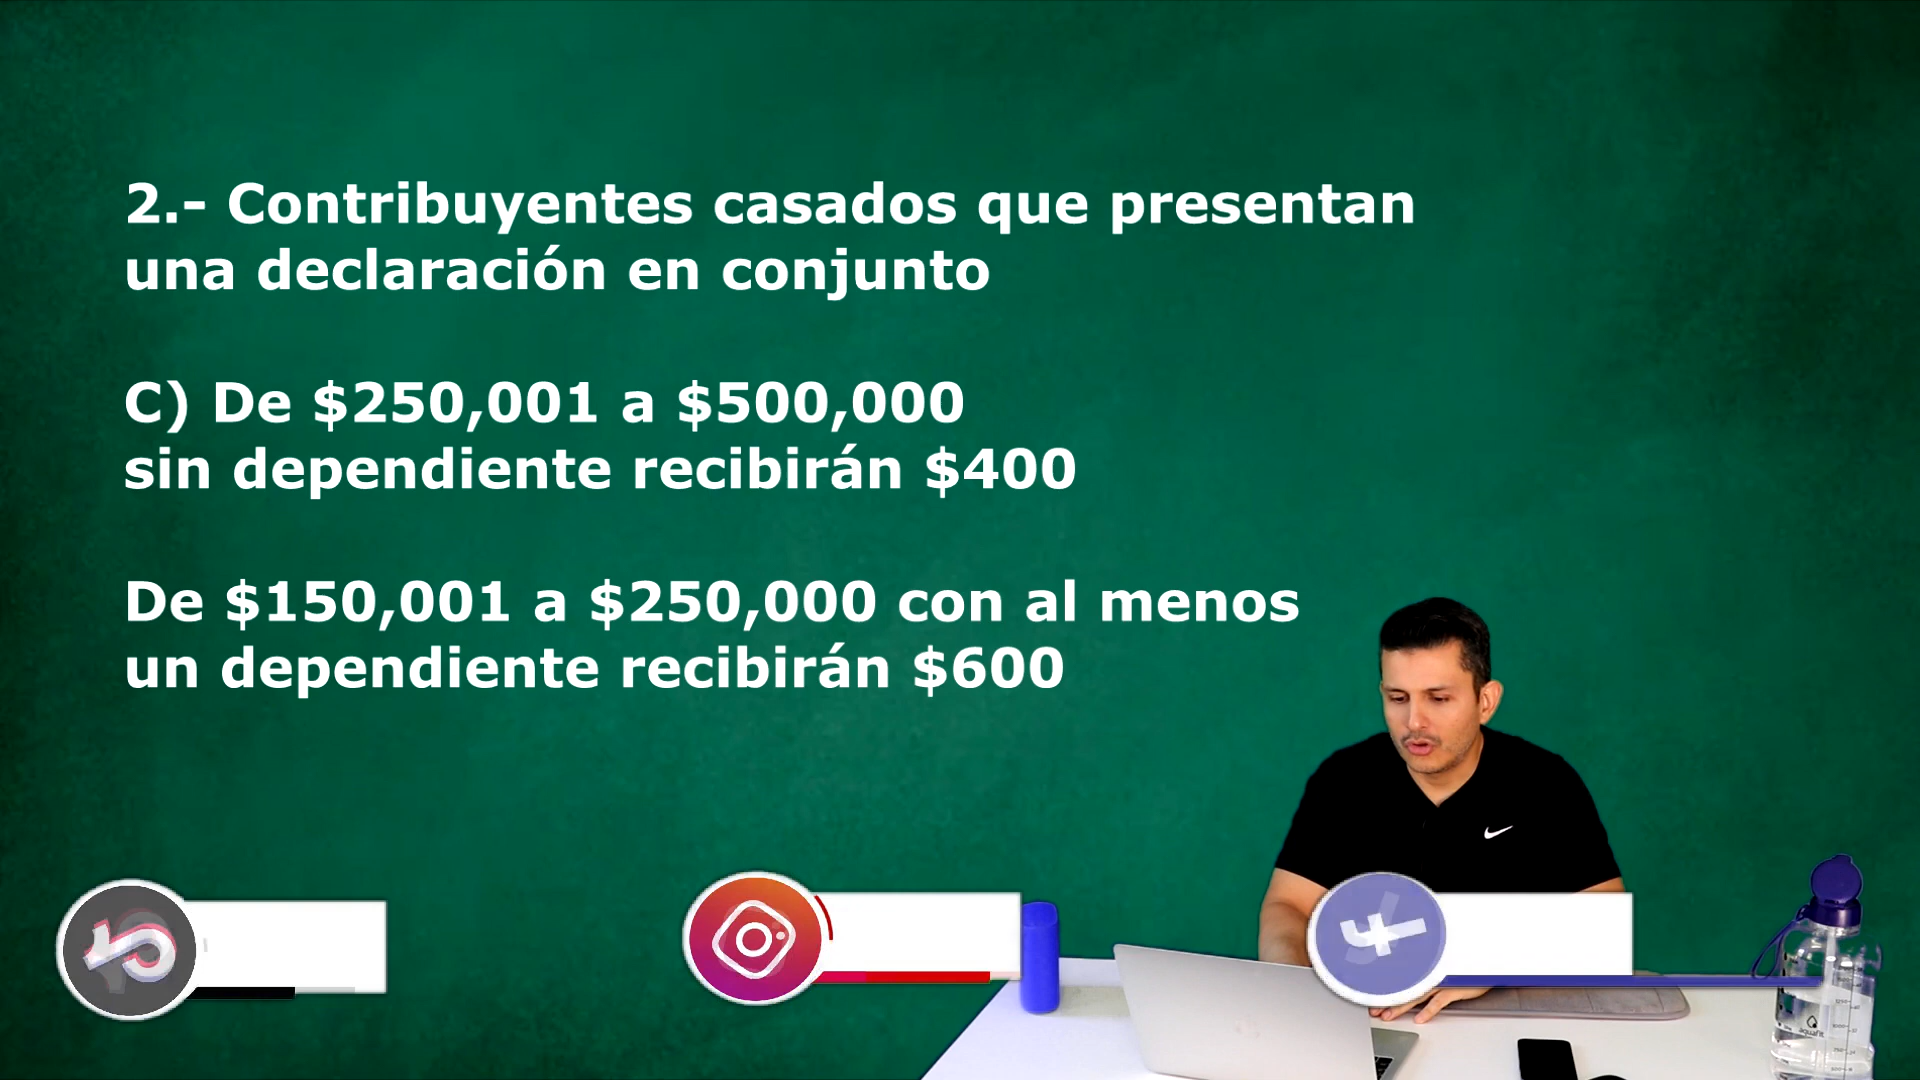 2.- Contribuyentes casados que presentan
una declaración en conjunto
C) De $250,001 a $500,000
sin dependiente recibirán $400
De $150,001 a $250,000 con al menos
un dependiente recibirán $600
aquafit